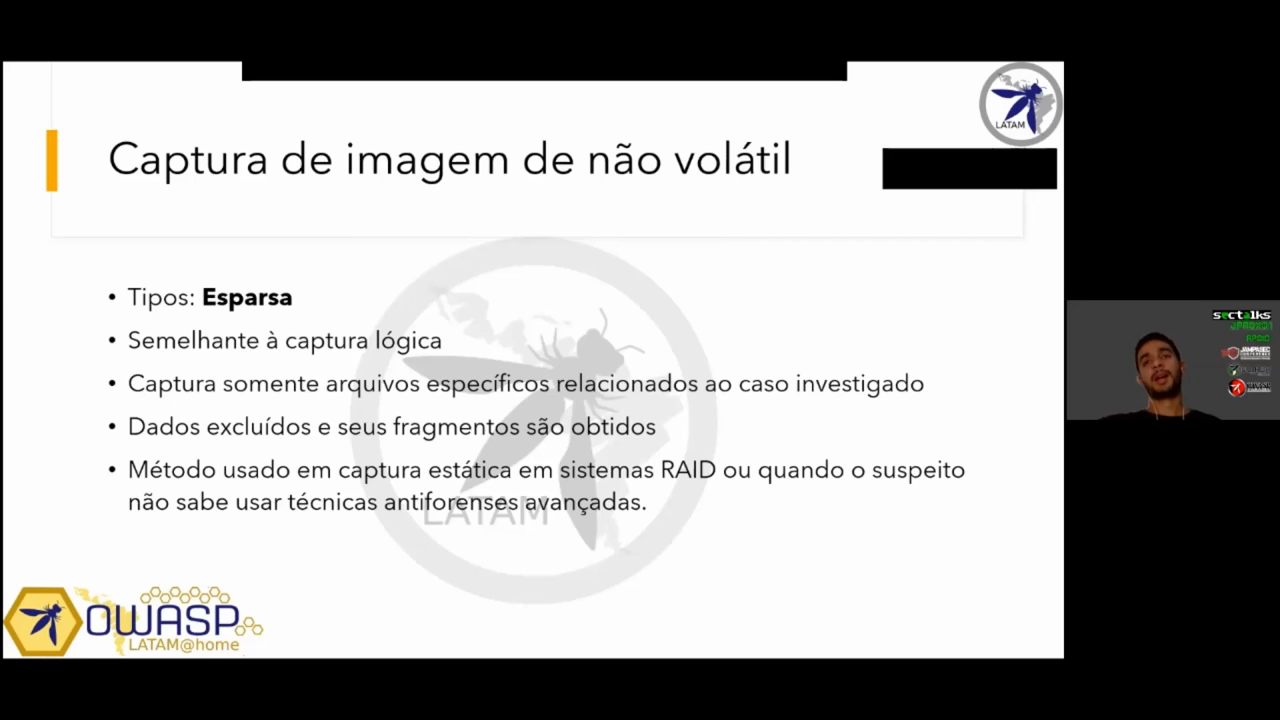 LATAM
Captura de imagem de não volátil
• Tipos: Esparsa
• Semelhante à captura lógica
• Captura somente arquivos específicos relacionados ao caso investigado
• Dados excluídos e seus fragmentos são obtidos
• Método usado em captura estática em sistemas RAID ou quando o suspeito
não sabe usar técnicas antiforenses avançadas.
LATAM
OWASP
LATAM@home
sectalks
APOIO